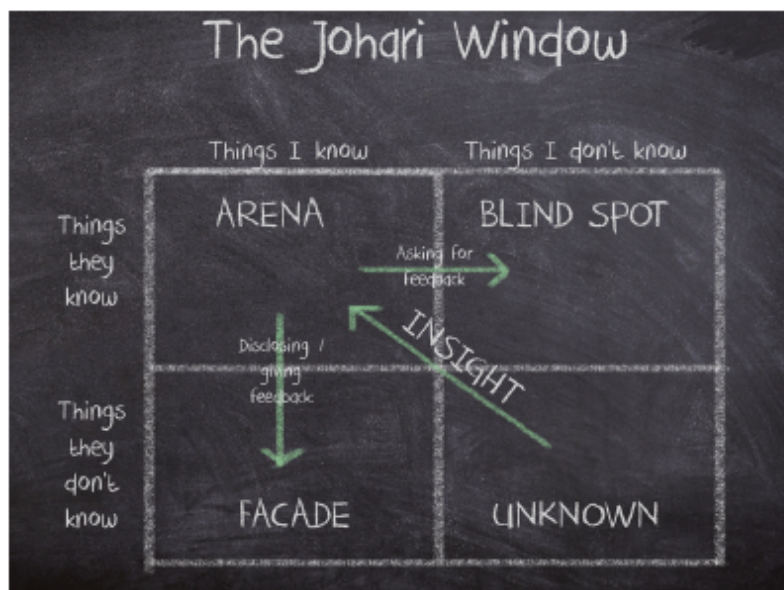 The Johari Window
Things I know
Things I don't know
Things
they
know
ARENA
BLIND SPOT
Asking for
feedback
INSIGHT
Disclosing /
giving
feedback
Things
they
don't
know
FACADE
UNKNOWN